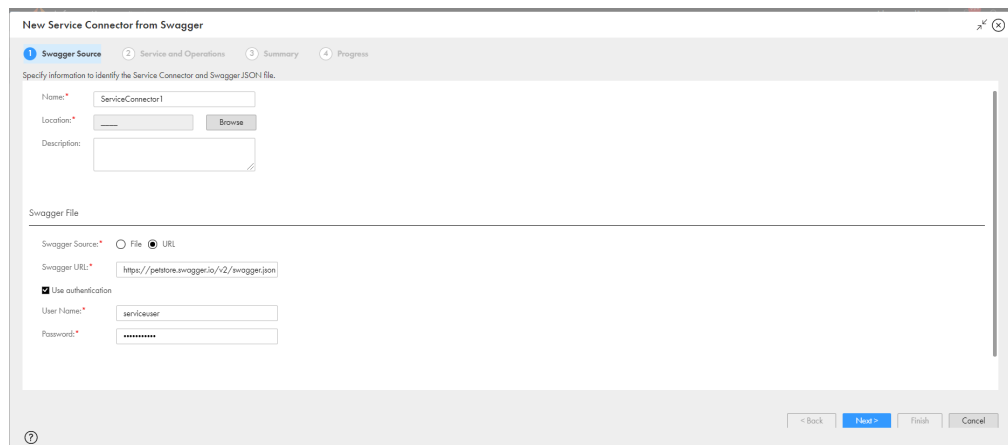 New Service Connector from Swagger
1 Swagger Source 2 Service and Operations 3 Summary 4 Progress
Specify information to identify the Service Connector and Swagger JSON file.
Name:* ServiceConnector1
Location:* ____ Browse
Description:
Swagger File
Swagger Source:* File URL
Swagger URL:* https://petstore.swagger.io/v2/swagger.json
Use authentication
User Name:* serviceuser
Password:* •••••••••••
< Back Next > Finish Cancel
?